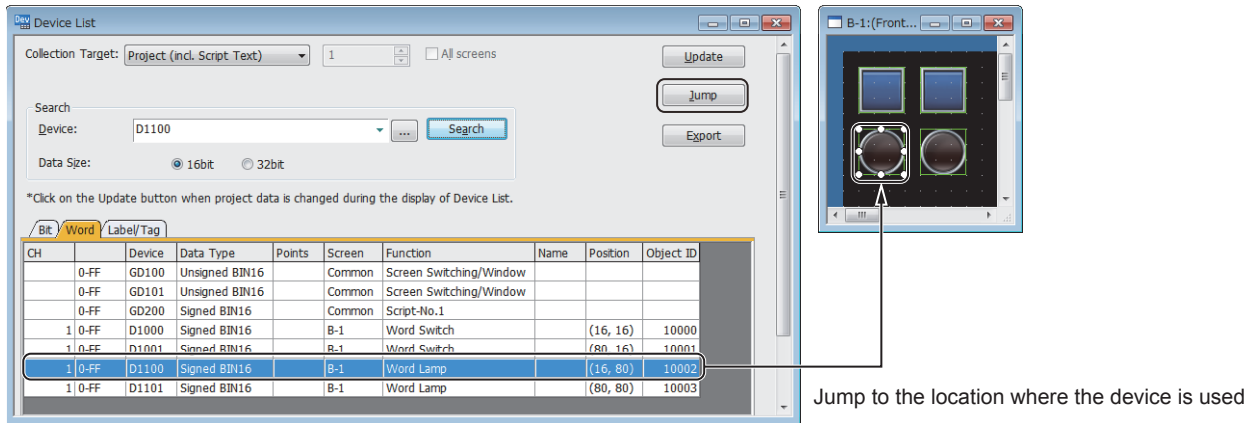 Dev Device List
Collection Target: Project (incl. Script Text) 1 All screens
Update
Jump
Search
Device: D1100 ... Search
Export
Data Size: 16bit 32bit
*Click on the Update button when project data is changed during the display of Device List.
Bit Word Label/Tag
CH Device Data Type Points Screen Function Name Position Object ID
0-FF GD100 Unsigned BIN16 Common Screen Switching/Window
0-FF GD101 Unsigned BIN16 Common Screen Switching/Window
0-FF GD200 Signed BIN16 Common Script-No.1
1 0-FF D1000 Signed BIN16 B-1 Word Switch (16, 16) 10000
1 0-FF D1001 Signed BIN16 B-1 Word Switch (80, 16) 10001
1 0-FF D1100 Signed BIN16 B-1 Word Lamp (16, 80) 10002
1 0-FF D1101 Signed BIN16 B-1 Word Lamp (80, 80) 10003
B-1:(Front...
Jump to the location where the device is used